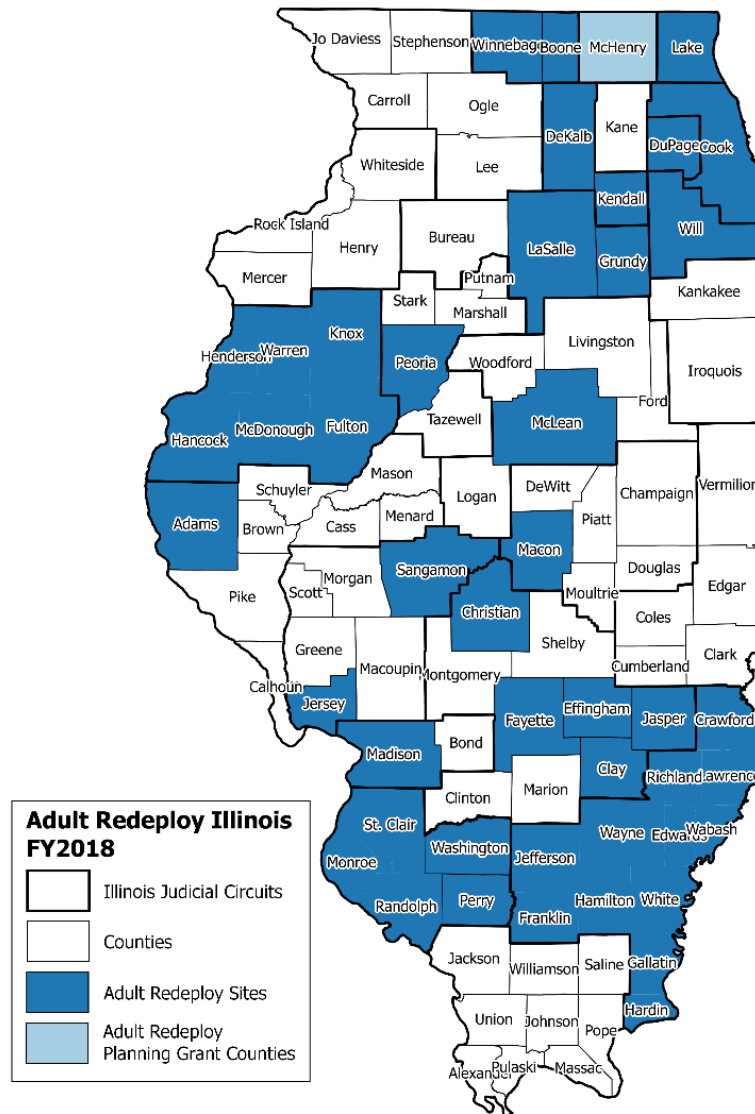 Jo Daviess
Stephenson
Winnebago
Boone
McHenry
Lake
Carroll
Ogle
DeKalb
Kane
DuPage
Cook
Whiteside
Lee
Kendall
Will
Rock Island
Henry
Bureau
LaSalle
Grundy
Mercer
Putnam
Kankakee
Stark
Marshall
Knox
Henderson
Warren
Peoria
Woodford
Livingston
Iroquois
Ford
Tazewell
McLean
Hancock
McDonough
Fulton
Mason
Schuyler
Logan
DeWitt
Champaign
Vermilion
Adams
Brown
Cass
Menard
Piatt
Macon
Sangamon
Douglas
Morgan
Scott
Pike
Christian
Moultrie
Edgar
Coles
Greene
Shelby
Macoupin
Montgomery
Cumberland
Clark
Calhoun
Jersey
Fayette
Effingham
Jasper
Crawford
Madison
Bond
Clay
Richland
Lawrence
Clinton
Marion
St. Clair
Wayne
Edwards
Wabash
Washington
Jefferson
Monroe
Randolph
Perry
Hamilton
White
Franklin
Jackson
Williamson
Saline
Gallatin
Hardin
Union
Johnson
Pope
Alexander
Pulaski
Massac
Adult Redeploy Illinois
FY2018
Illinois Judicial Circuits
Counties
Adult Redeploy Sites
Adult Redeploy
Planning Grant Counties